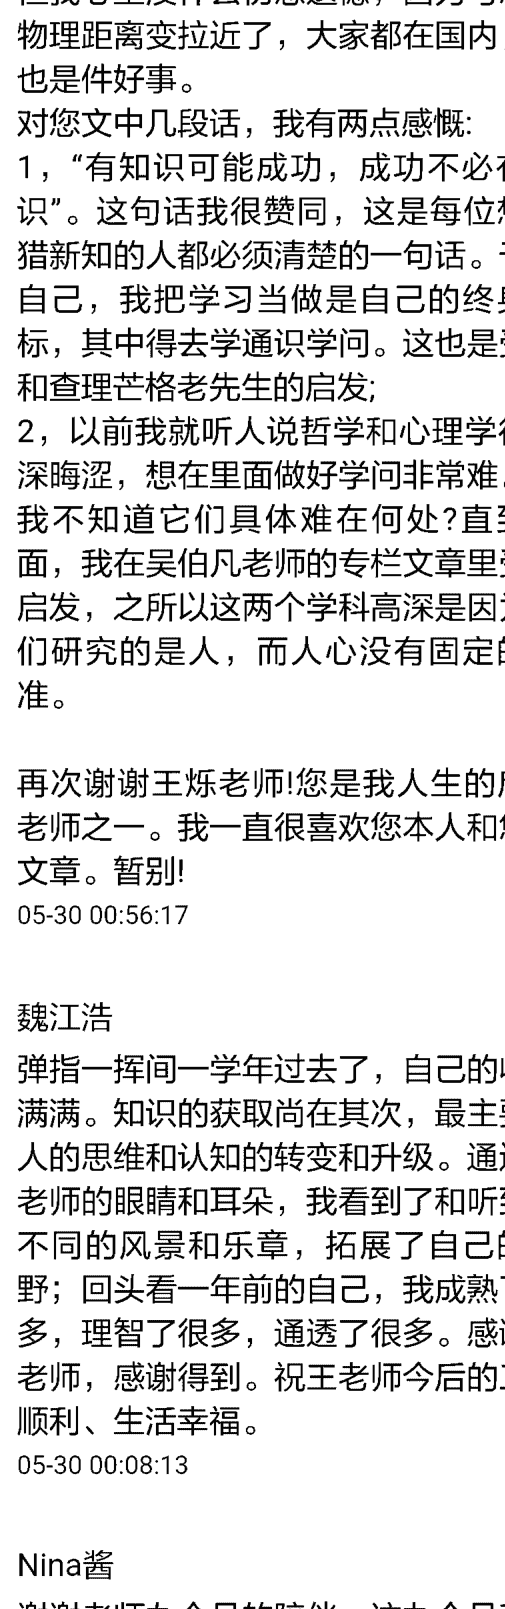 物理距离变拉近了，大家都在国内，
也是件好事。
对您文中几段话，我有两点感慨:
1，“有知识可能成功，成功不必
识”。这句话我很赞同，这是每位
猎新知的人都必须清楚的一句话。
自己，我把学习当做是自己的终
标，其中得去学通识学问。这也是
和查理芒格老先生的启发;
2，以前我就听人说哲学和心理学
深晦涩，想在里面做好学问非常难.
我不知道它们具体难在何处?直
面，我在吴伯凡老师的专栏文章里
启发，之所以这两个学科高深是因
们研究的是人，而人心没有固定
准。
再次谢谢王烁老师!您是我人生的
老师之一。我一直很喜欢您本人和
文章。暂别!
05-30 00:56:17
魏江浩
弹指一挥间一学年过去了，自己的
满满。知识的获取尚在其次，最主
人的思维和认知的转变和升级。通
老师的眼睛和耳朵，我看到了和听
不同的风景和乐章，拓展了自己
野；回头看一年前的自己，我成熟
多，理智了很多，通透了很多。感
老师，感谢得到。祝王老师今后的
顺利、生活幸福。
05-30 00:08:13
Nina酱